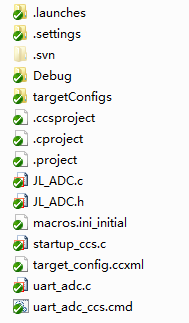 .launches
.settings
.svn
Debug
targetConfigs
.ccsproject
.cproject
.project
JL_ADC.c
JL_ADC.h
macros.ini_initial
startup_ccs.c
target_config.ccxml
uart_adc.c
uart_adc_ccs.cmd